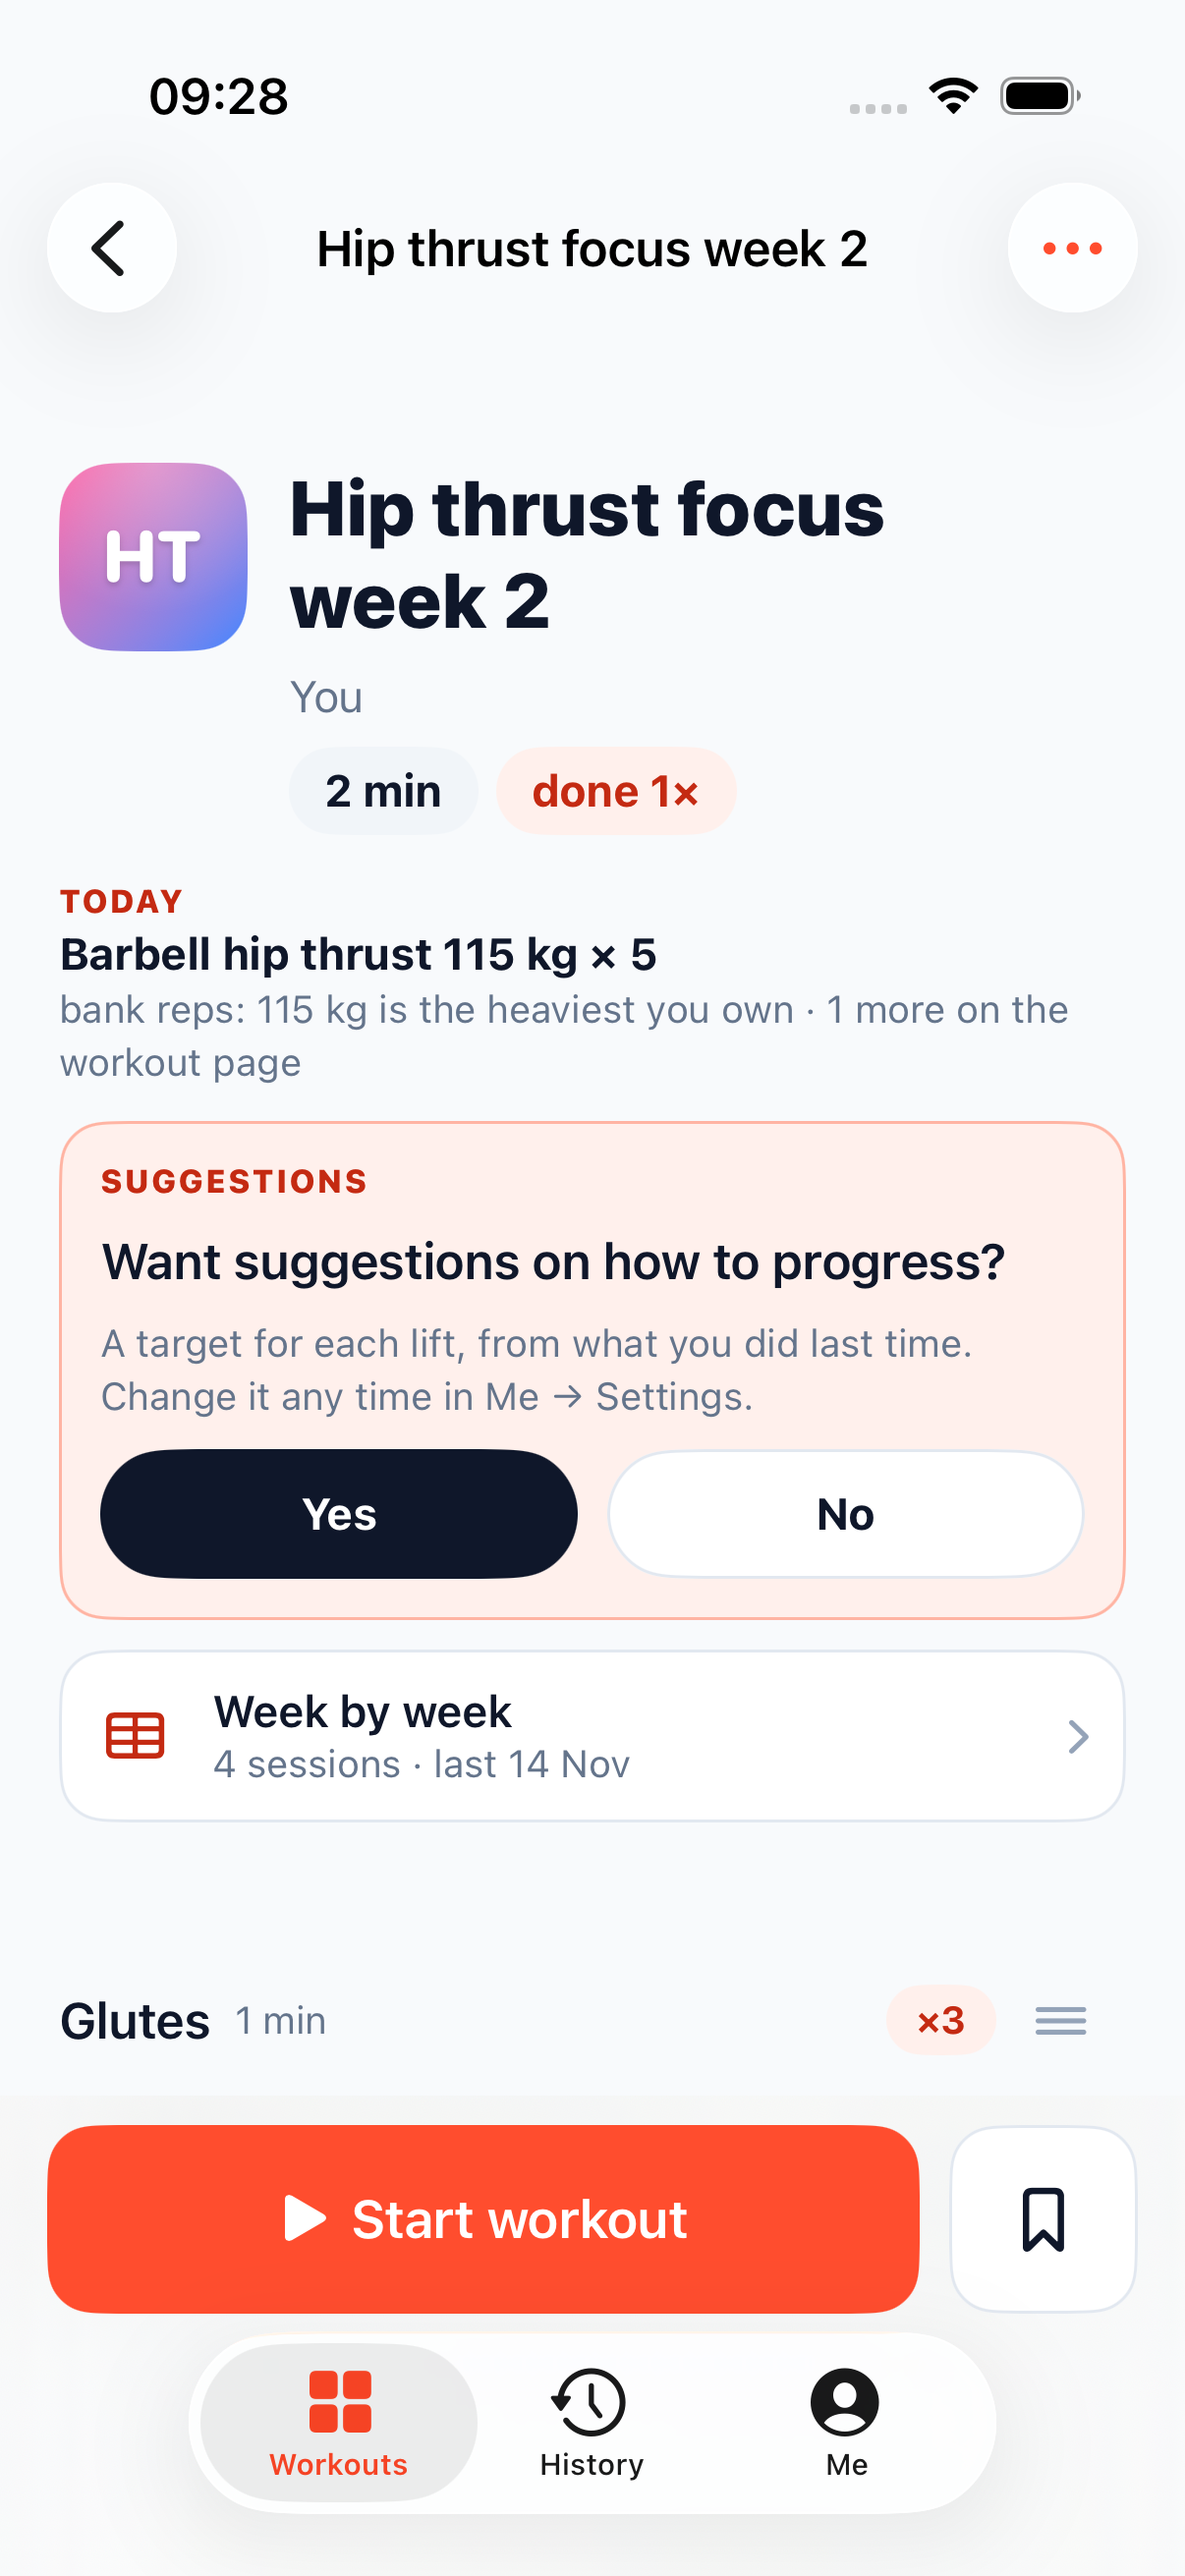 09:28
Hip thrust focus week 2
HT
Hip thrust focus
week 2
You
2 min
done 1×
TODAY
Barbell hip thrust 115 kg × 5
bank reps: 115 kg is the heaviest you own · 1 more on the
workout page
SUGGESTIONS
Want suggestions on how to progress?
A target for each lift, from what you did last time.
Change it any time in Me → Settings.
Yes
No
Week by week
4 sessions · last 14 Nov
Glutes 1 min
×3
Start workout
Workouts
History
Me